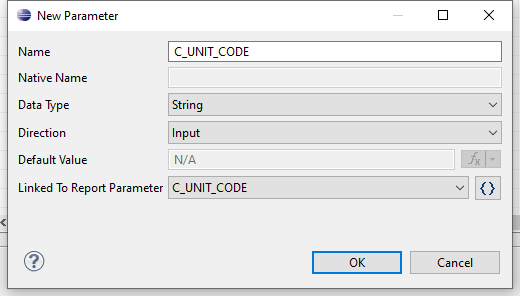 New Parameter
Name C_UNIT_CODE
Native Name
Data Type String
Direction Input
Default Value N/A fx
Linked To Report Parameter C_UNIT_CODE {}
? OK Cancel